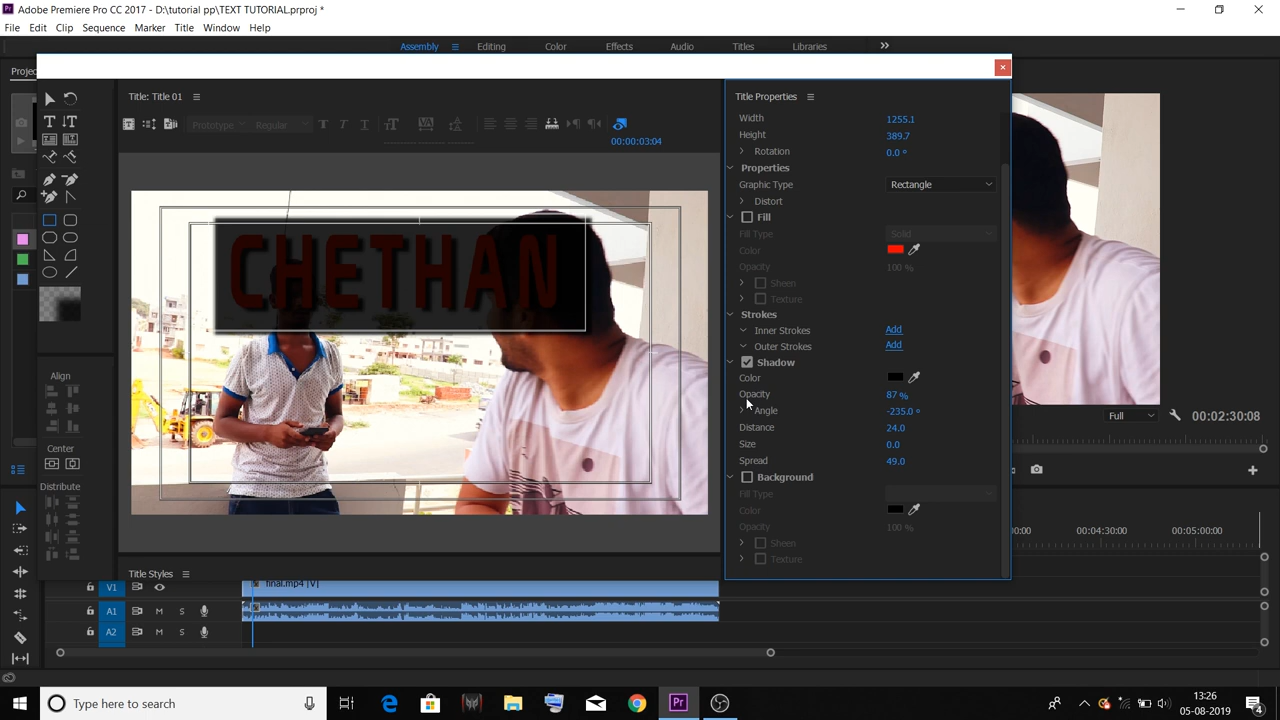 Adobe Premiere Pro CC 2017 - D:\tutorial pp\TEXT TUTORIAL.prproj *
File Edit Clip Sequence Marker Title Window Help
Assembly Editing Color Effects Audio Titles Libraries
Projec
Title: Title 01
Prototype Regular
00:00:03:04
CHETHAN
Align
Center
Distribute
Title Styles
Title Properties
Width 1255.1
Height 389.7
Rotation 0.0 °
Properties
Graphic Type Rectangle
Distort
Fill
Fill Type Solid
Color
Opacity 100 %
Sheen
Texture
Strokes
Inner Strokes Add
Outer Strokes Add
Shadow
Color
Opacity 87 %
Angle -235.0 °
Distance 24.0
Size 0.0
Spread 49.0
Background
Fill Type
Color
Opacity 100 %
Sheen
Texture
Full 00:02:30:08
00:00 00:04:30:00 00:05:00:00
V1 final.mp4 [V]
A1 M S
A2 M S
Type here to search
Pr
13:26
05-08-2019
4